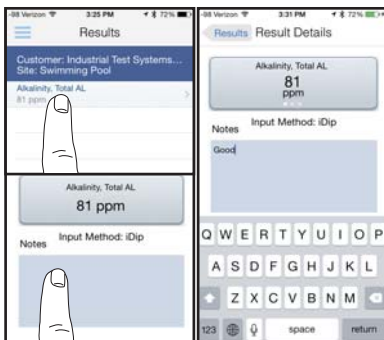 -98 Verizon 3:25 PM 72%
Results
Customer: Industrial Test Systems...
Site: Swimming Pool
Alkalinity, Total AL
81 ppm
Alkalinity, Total AL
81 ppm
Notes
Input Method: iDip
-98 Verizon 3:31 PM 72%
Results
Result Details
Alkalinity, Total AL
81
ppm
Notes
Input Method: iDip
Good
Q W E R T Y U I O P
A S D F G H J K L
Z X C V B N M
123 space return